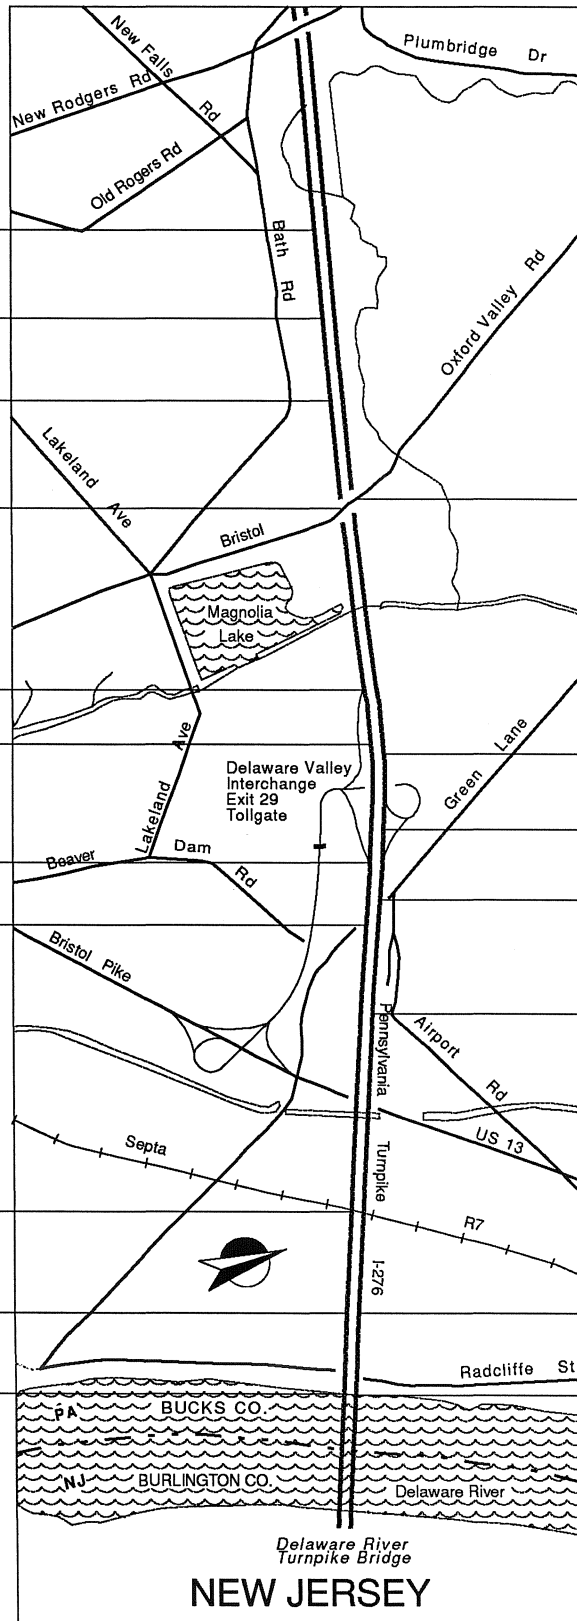 New Falls Rd
Plumbridge Dr
New Rodgers Rd
Old Rogers Rd
Bath Rd
Oxford Valley Rd
Lakeland Ave
Bristol
Magnolia
Lake
Lakeland Ave
Green Lane
Delaware Valley
Interchange
Exit 29
Tollgate
Beaver Dam Rd
Bristol Pike
Pennsylvania Turnpike I-276
Airport Rd
US 13
Septa R7
Radcliffe St
PA
BUCKS CO.
NJ
BURLINGTON CO.
Delaware River
Delaware River
Turnpike Bridge
NEW JERSEY